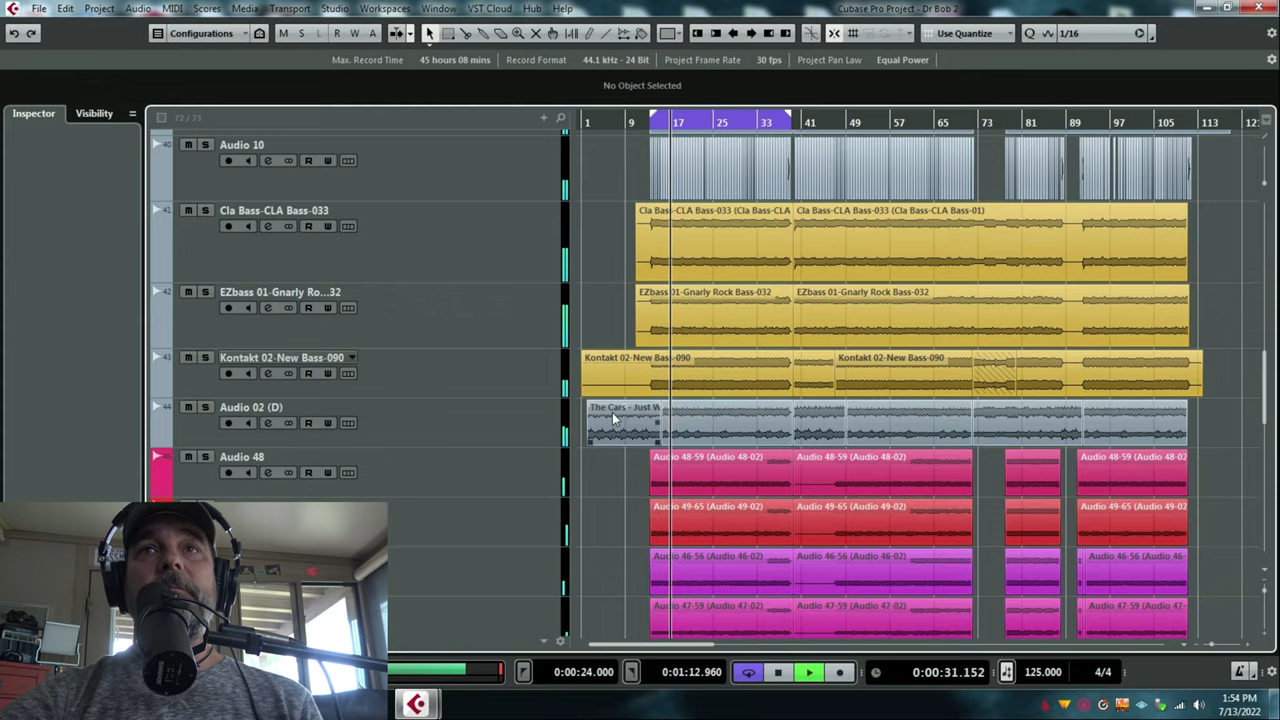 File Edit Project Audio MIDI Scores Media Transport Studio Workspaces Window VST Cloud Hub Help
Cubase Pro Project - Dr Bob 2
Configurations M S L R W A Use Quantize Q 1/16
Max. Record Time 45 hours 08 mins Record Format 44.1 kHz - 24 Bit Project Frame Rate 30 fps Project Pan Law Equal Power
No Object Selected
Inspector Visibility
72 / 73
1 9 17 25 33 41 49 57 65 73 81 89 97 105 113 12
40 M S Audio 10
R W
41 M S Cla Bass-CLA Bass-033
R W
Cla Bass-CLA Bass-033 (Cla Bass-CLA Cla Bass-CLA Bass-033 (Cla Bass-CLA Bass-01)
42 M S EZbass 01-Gnarly Ro...32
R W
EZbass 01-Gnarly Rock Bass-032 EZbass 01-Gnarly Rock Bass-032
43 M S Kontakt 02-New Bass-090
R W
Kontakt 02-New Bass-090 Kontakt 02-New Bass-090
44 M S Audio 02 (D)
R W
The Cars - Just W
M S Audio 48
R W
Audio 48-59 (Audio 48-02) Audio 48-59 (Audio 48-02) Audio 48-59 (Audio 48-02
Audio 49-65 (Audio 49-02) Audio 49-65 (Audio 49-02) Audio 49-65 (Audio 49-02
Audio 46-56 (Audio 46-02) Audio 46-56 (Audio 46-02) Audio 46-56 (Audio 46-
Audio 47-59 (Audio 47-02) Audio 47-59 (Audio 47-02) Audio 47-59 (Audio 47-
0:00:24.000 0:01:12.960 0:00:31.152 125.000 4/4
1:54 PM
7/13/2022